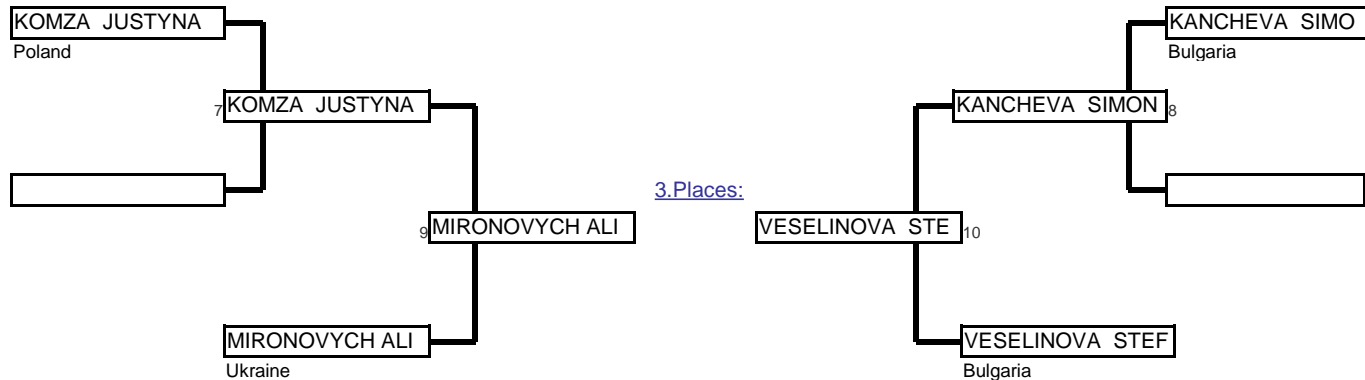 KOMZA JUSTYNA
KANCHEVA SIMO
Poland
Bulgaria
7 KOMZA JUSTYNA
KANCHEVA SIMON 8
3.Places:
9 MIRONOVYCH ALI
VESELINOVA STE 10
MIRONOVYCH ALI
VESELINOVA STEF
Ukraine
Bulgaria